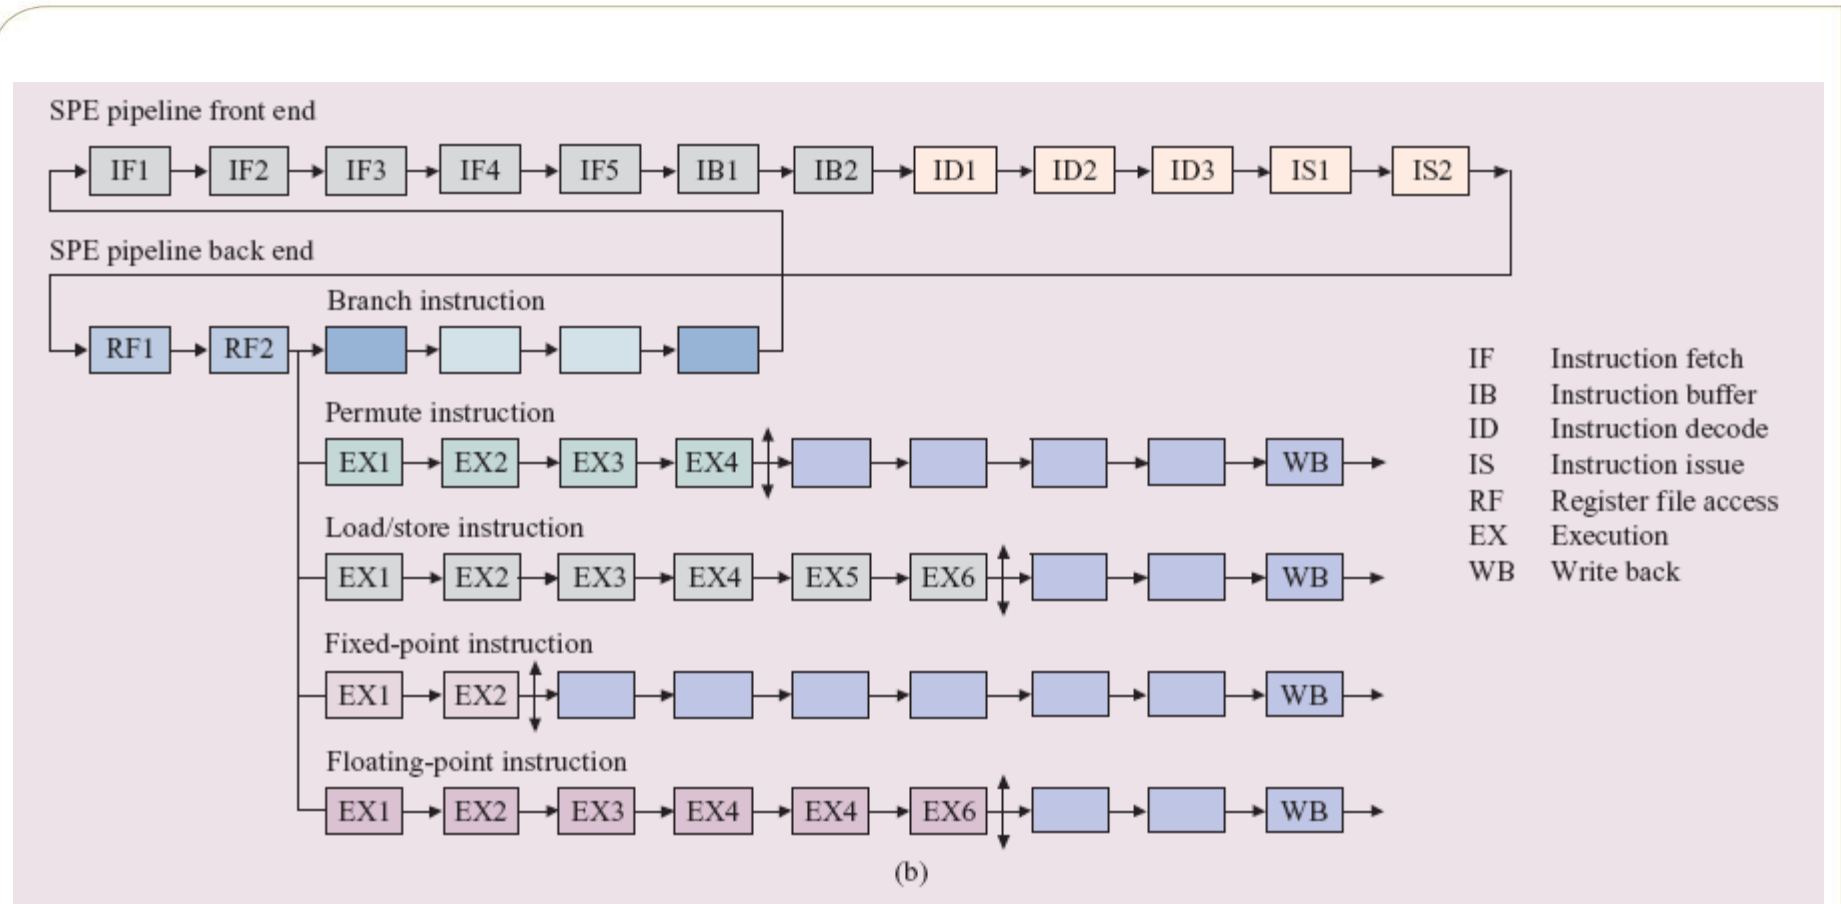 SPE pipeline front end
IF1 IF2 IF3 IF4 IF5 IB1 IB2 ID1 ID2 ID3 IS1 IS2
SPE pipeline back end
Branch instruction
RF1 RF2
Permute instruction
EX1 EX2 EX3 EX4 WB
Load/store instruction
EX1 EX2 EX3 EX4 EX5 EX6 WB
Fixed-point instruction
EX1 EX2 WB
Floating-point instruction
EX1 EX2 EX3 EX4 EX4 EX6 WB
IF Instruction fetch
IB Instruction buffer
ID Instruction decode
IS Instruction issue
RF Register file access
EX Execution
WB Write back
(b)